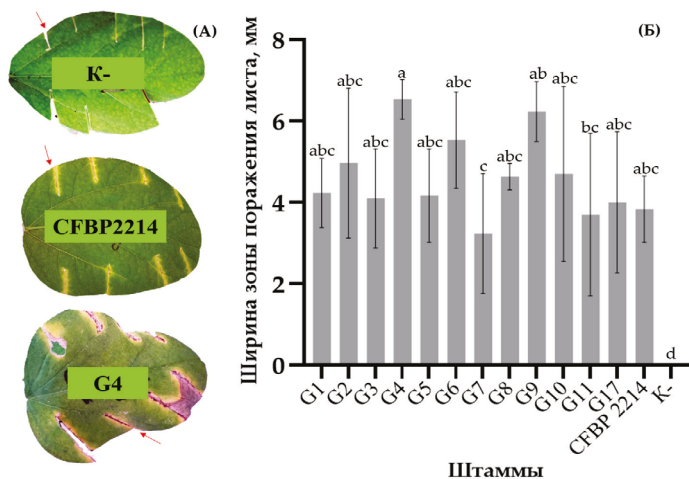 (А)
К-
CFBP2214
G4
(Б)
Ширина зоны поражения листа, мм
8
6
4
2
0
abc
abc
abc
a
abc
abc
c
abc
ab
abc
bc
abc
abc
d
G1
G2
G3
G4
G5
G6
G7
G8
G9
G10
G11
G17
CFBP 2214
К-
Штаммы